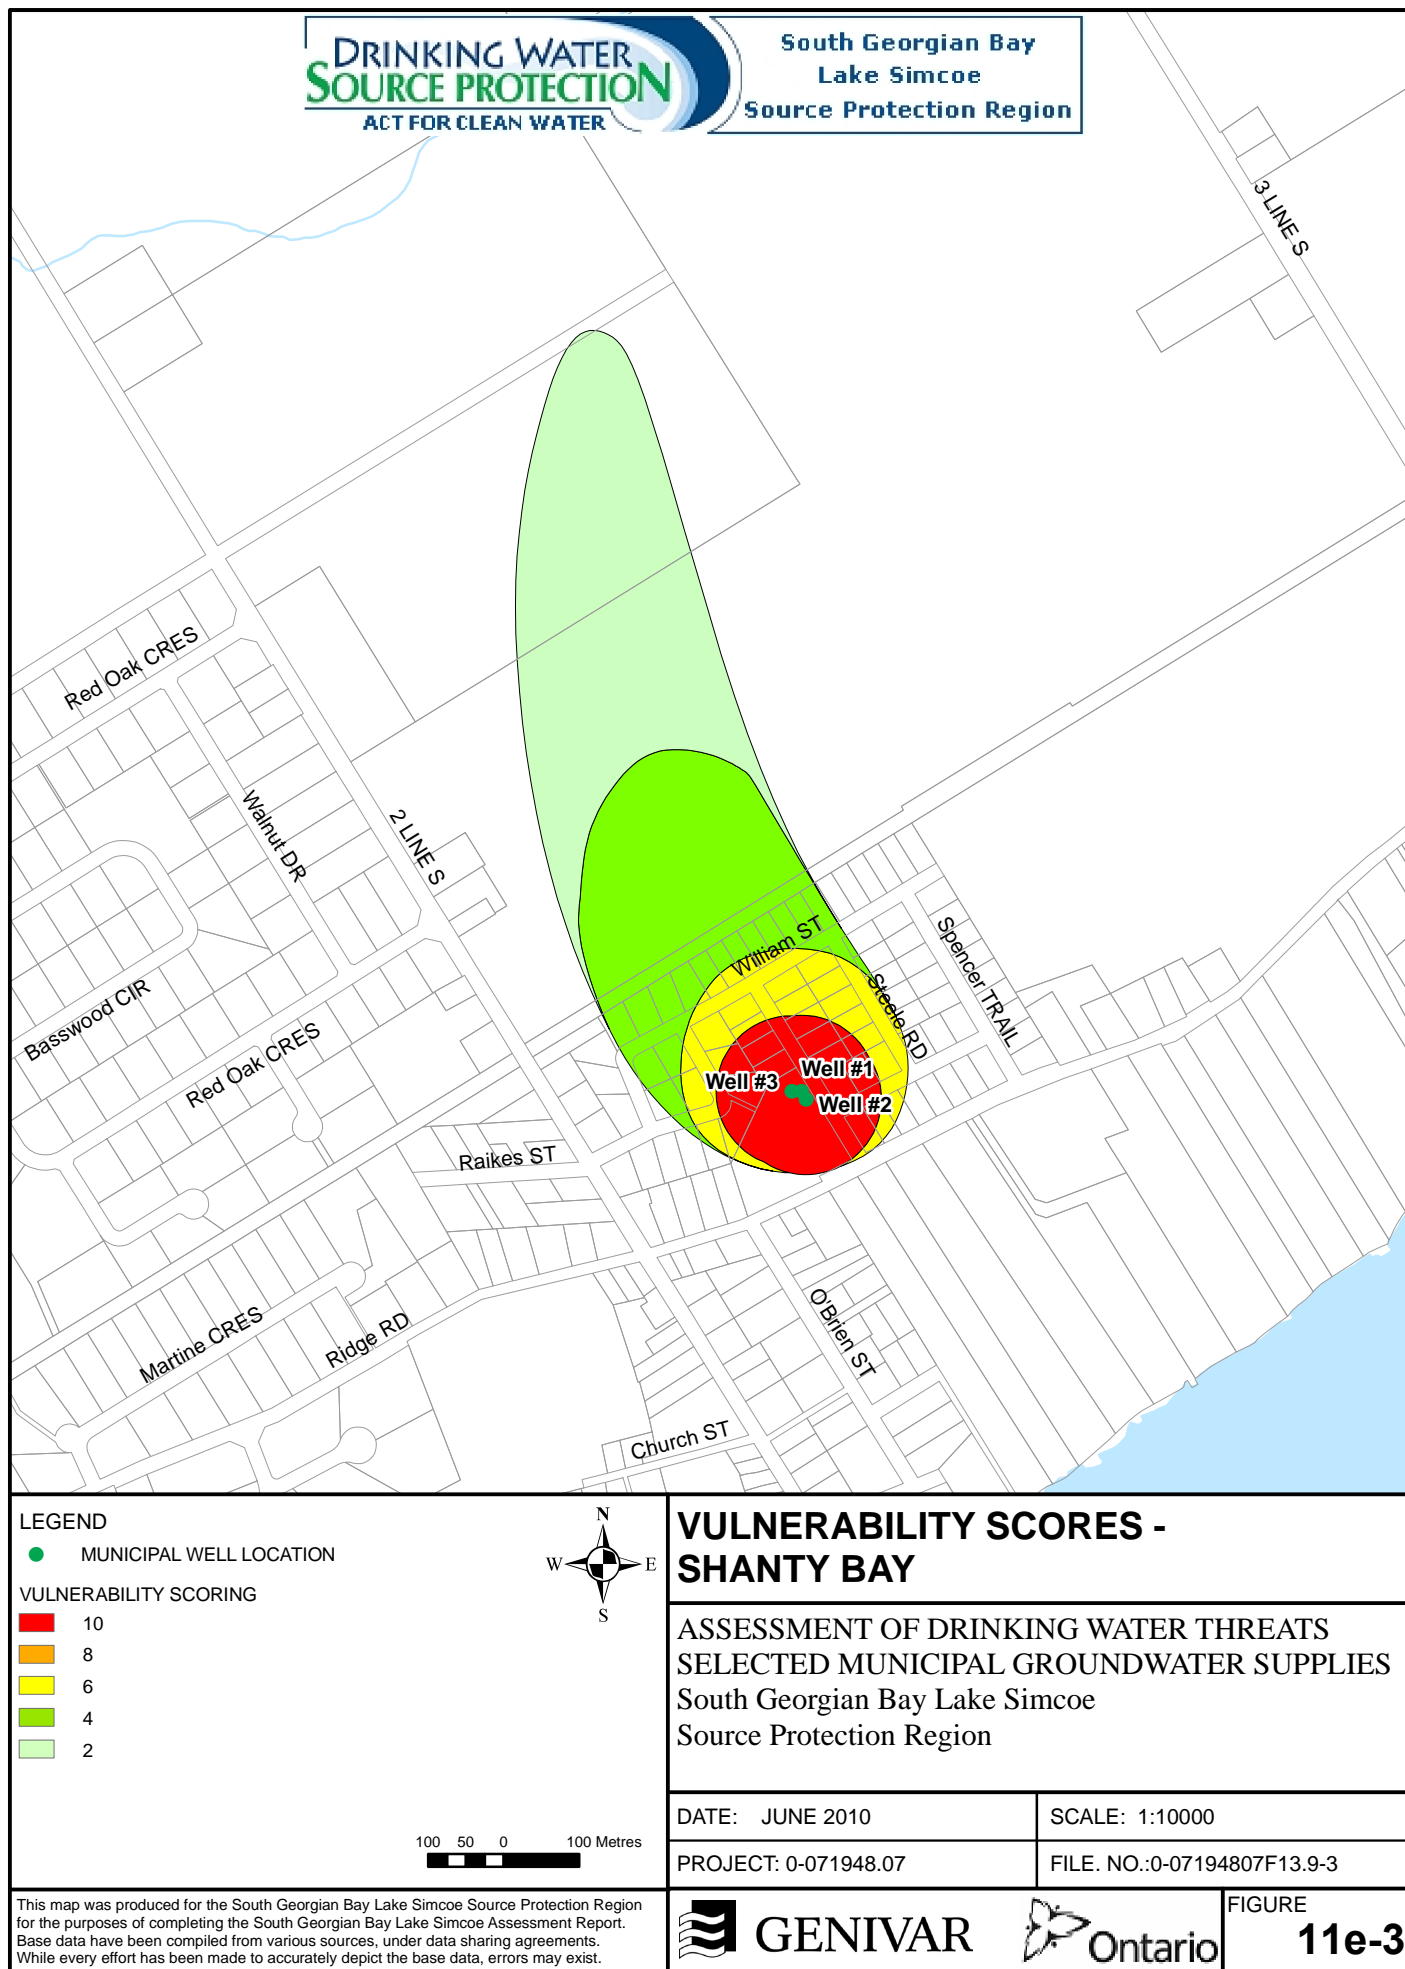 DRINKING WATER
SOURCE PROTECTION
ACT FOR CLEAN WATER
South Georgian Bay
Lake Simcoe
Source Protection Region
3 LINE S
Red Oak CRES
Walnut DR
2 LINE S
William ST
Spencer TRAIL
Steele RD
Basswood CIR
Red Oak CRES
Well #1
Well #3
Well #2
Raikes ST
O'Brien ST
Martine CRES
Ridge RD
Church ST
LEGEND
MUNICIPAL WELL LOCATION
VULNERABILITY SCORING
10
8
6
4
2
N
W E
S
100 50 0 100 Metres
This map was produced for the South Georgian Bay Lake Simcoe Source Protection Region
for the purposes of completing the South Georgian Bay Lake Simcoe Assessment Report.
Base data have been compiled from various sources, under data sharing agreements.
While every effort has been made to accurately depict the base data, errors may exist.
VULNERABILITY SCORES -
SHANTY BAY
ASSESSMENT OF DRINKING WATER THREATS
SELECTED MUNICIPAL GROUNDWATER SUPPLIES
South Georgian Bay Lake Simcoe
Source Protection Region
DATE: JUNE 2010
SCALE: 1:10000
PROJECT: 0-071948.07
FILE. NO.:0-07194807F13.9-3
GENIVAR
Ontario
FIGURE
11e-3